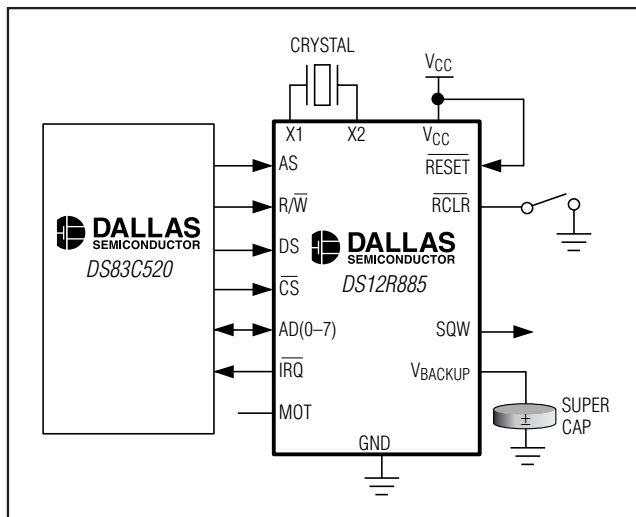 CRYSTAL
VCC
X1
X2
VCC
AS
RESET
R/W
RCLR
DALLAS
SEMICONDUCTOR
DS83C520
DS
DALLAS
SEMICONDUCTOR
DS12R885
CS
AD(0–7)
SQW
IRQ
VBACKUP
MOT
SUPER
CAP
±
GND